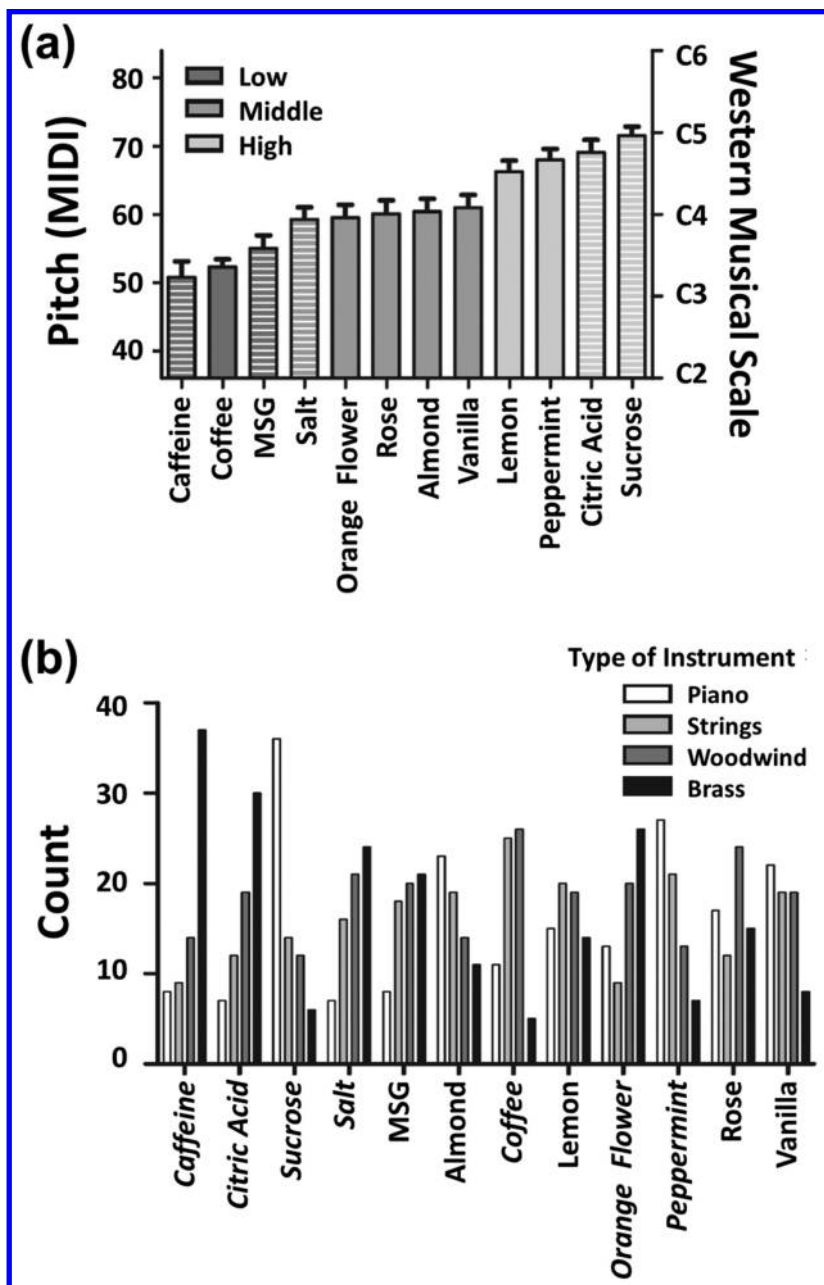 (a)
Low
Middle
High
Pitch (MIDI)
80
70
60
50
40
C6
C5
C4
C3
C2
Western Musical Scale
Caffeine
Coffee
MSG
Salt
Orange Flower
Rose
Almond
Vanilla
Lemon
Peppermint
Citric Acid
Sucrose
(b)
Type of Instrument
Piano
Strings
Woodwind
Brass
Count
40
30
20
10
0
Caffeine
Citric Acid
Sucrose
Salt
MSG
Almond
Coffee
Lemon
Orange Flower
Peppermint
Rose
Vanilla